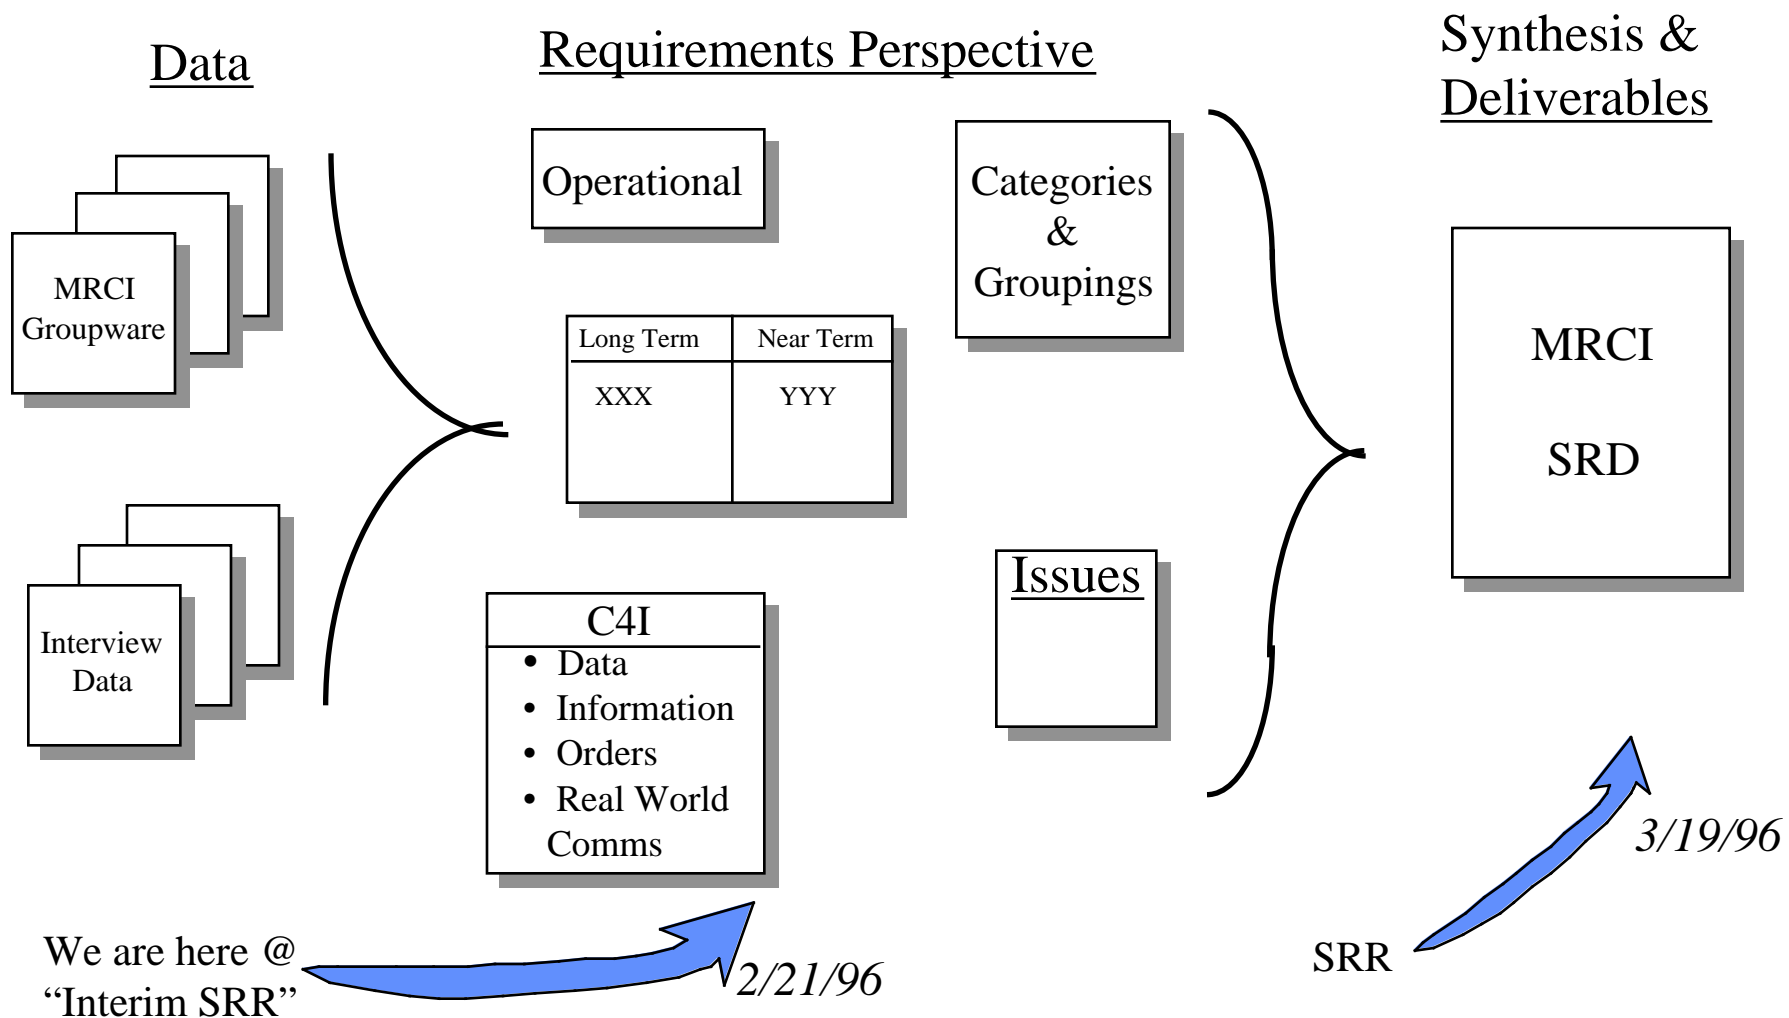 Data
Requirements Perspective
Synthesis &
Deliverables
MRCI
Groupware
Interview
Data
Operational
Long Term
Near Term
XXX
YYY
C4I
• Data
• Information
• Orders
• Real World
Comms
Categories
&
Groupings
Issues
MRCI
SRD
We are here @
“Interim SRR”
2/21/96
SRR
3/19/96